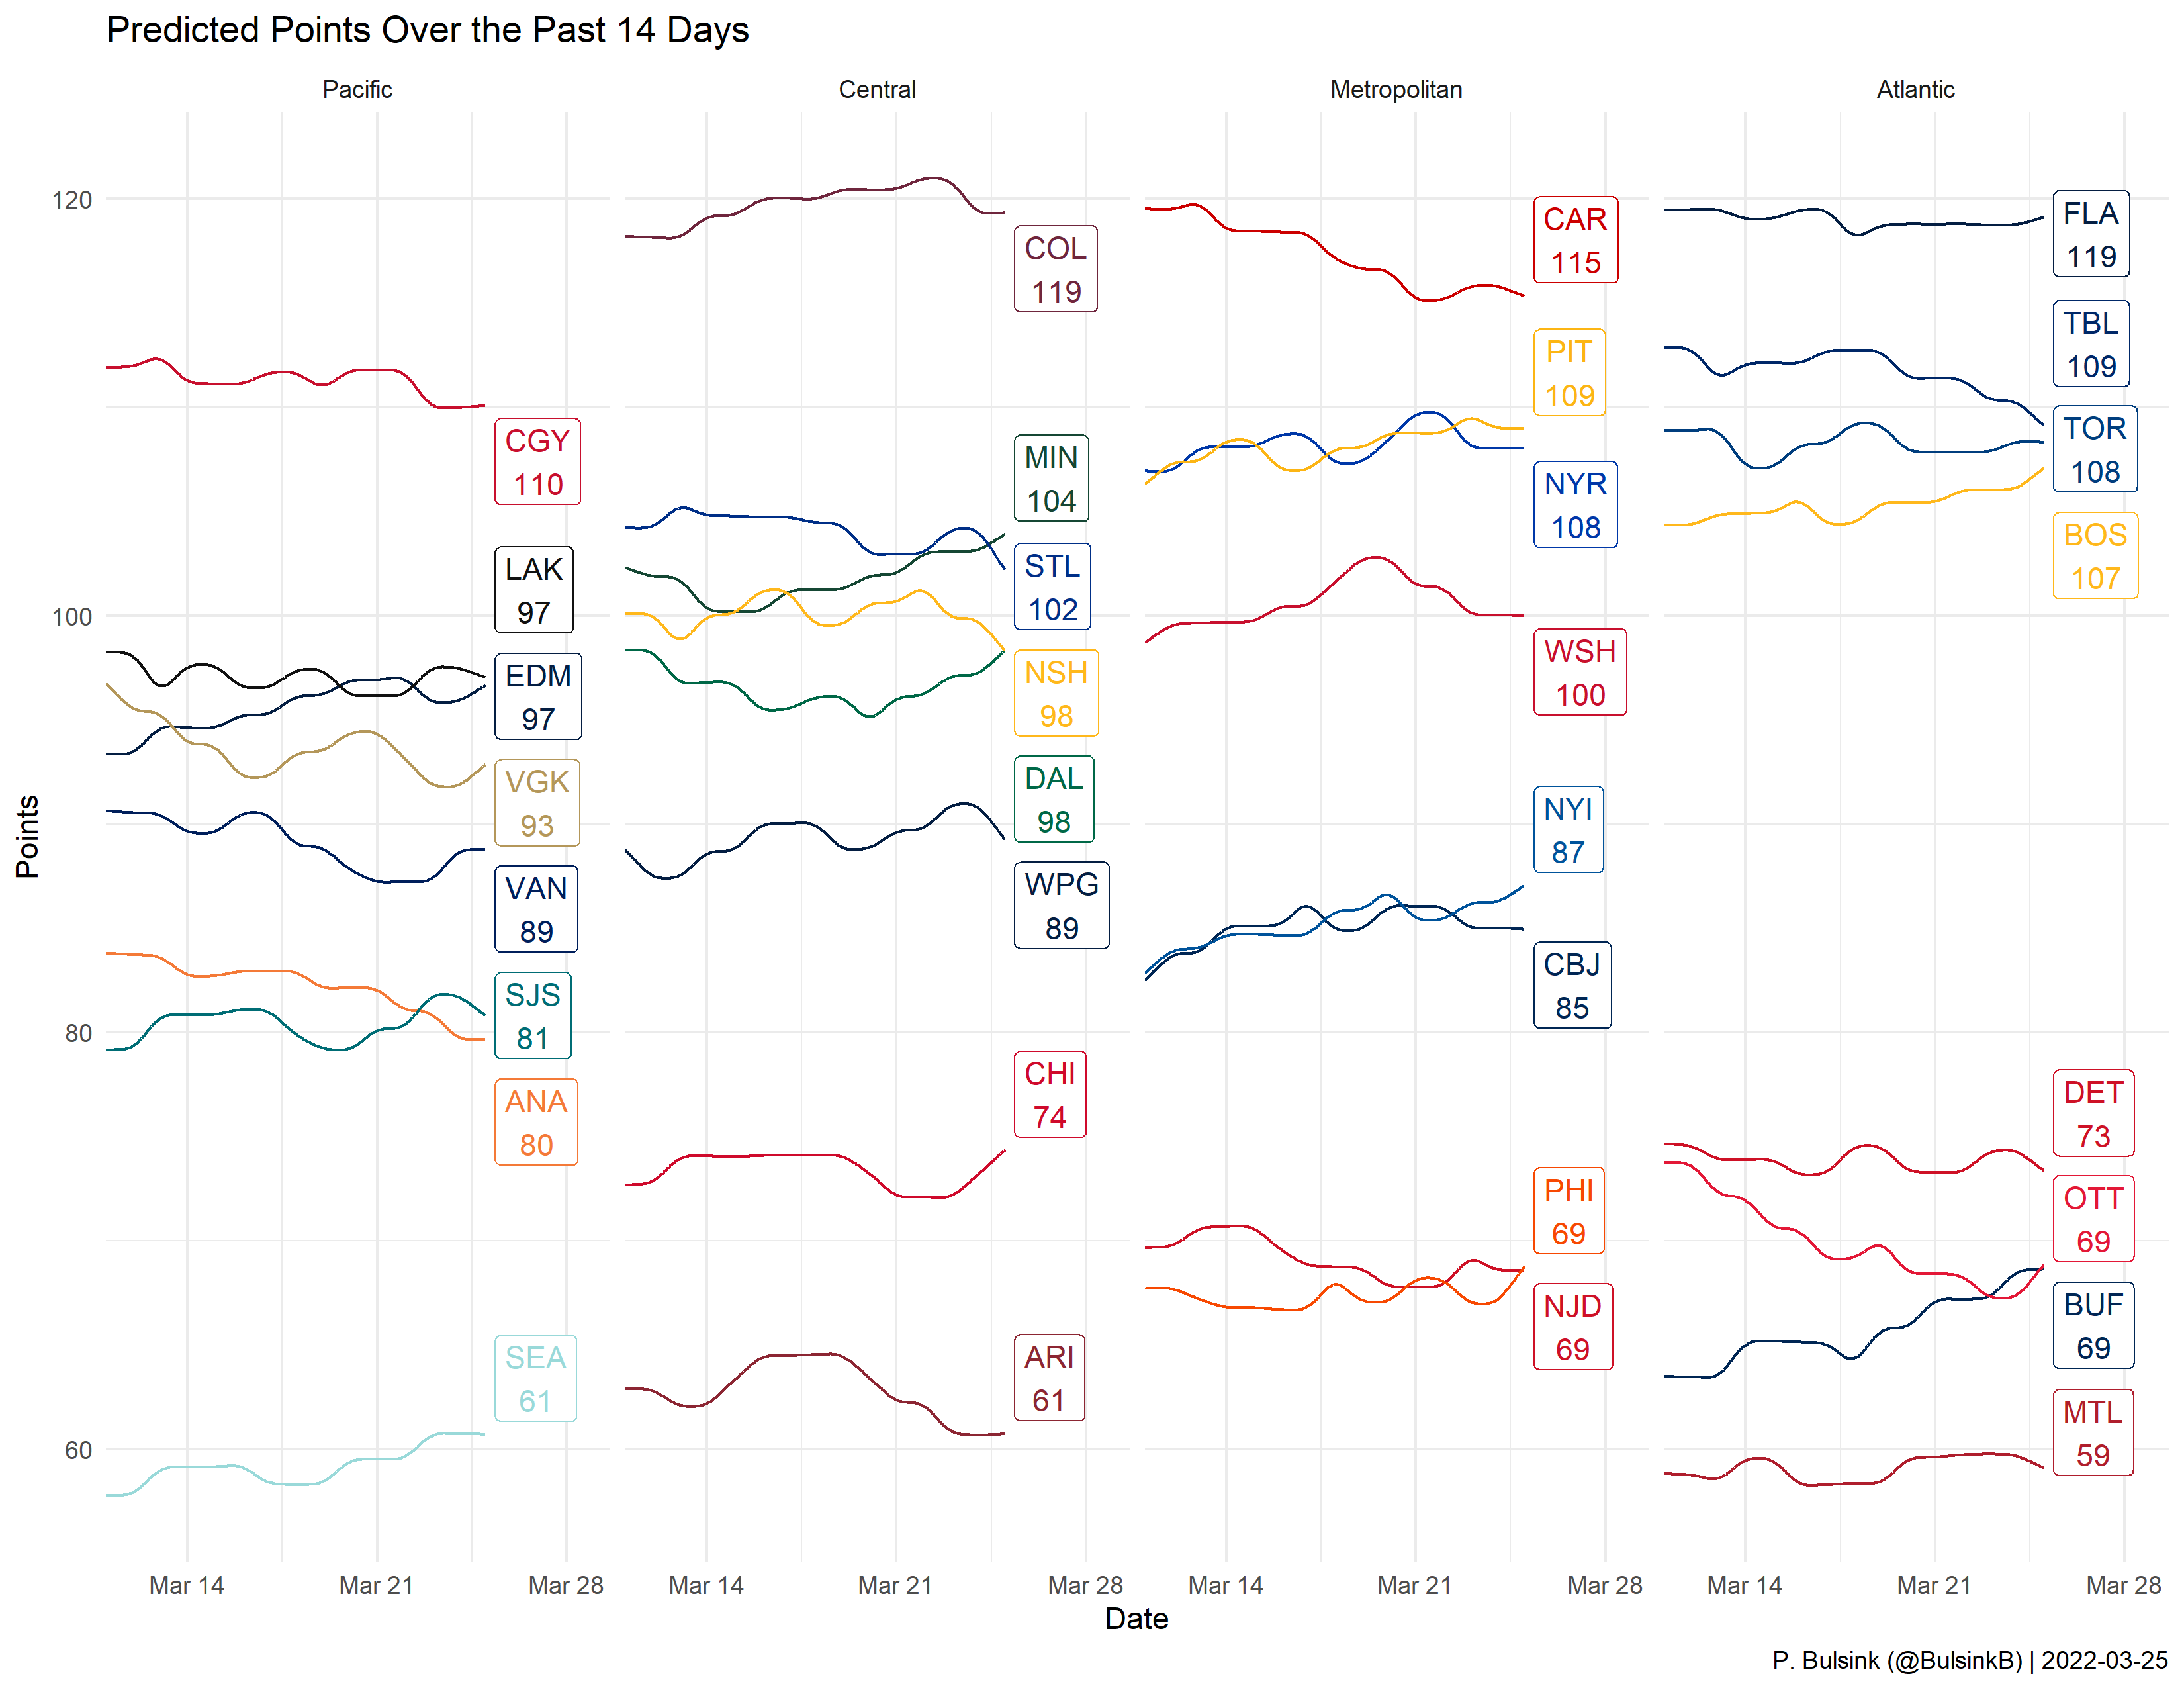 Predicted Points Over the Past 14 Days
Pacific
Central
Metropolitan
Atlantic
Points
120
100
80
60
CGY
110
LAK
97
EDM
97
VGK
93
VAN
89
SJS
81
ANA
80
SEA
61
COL
119
MIN
104
STL
102
NSH
98
DAL
98
WPG
89
CHI
74
ARI
61
CAR
115
PIT
109
NYR
108
WSH
100
NYI
87
CBJ
85
PHI
69
NJD
69
FLA
119
TBL
109
TOR
108
BOS
107
DET
73
OTT
69
BUF
69
MTL
59
Mar 14 Mar 21 Mar 28
Mar 14 Mar 21 Mar 28
Mar 14 Mar 21 Mar 28
Mar 14 Mar 21 Mar 28
Date
P. Bulsink (@BulsinkB) | 2022-03-25